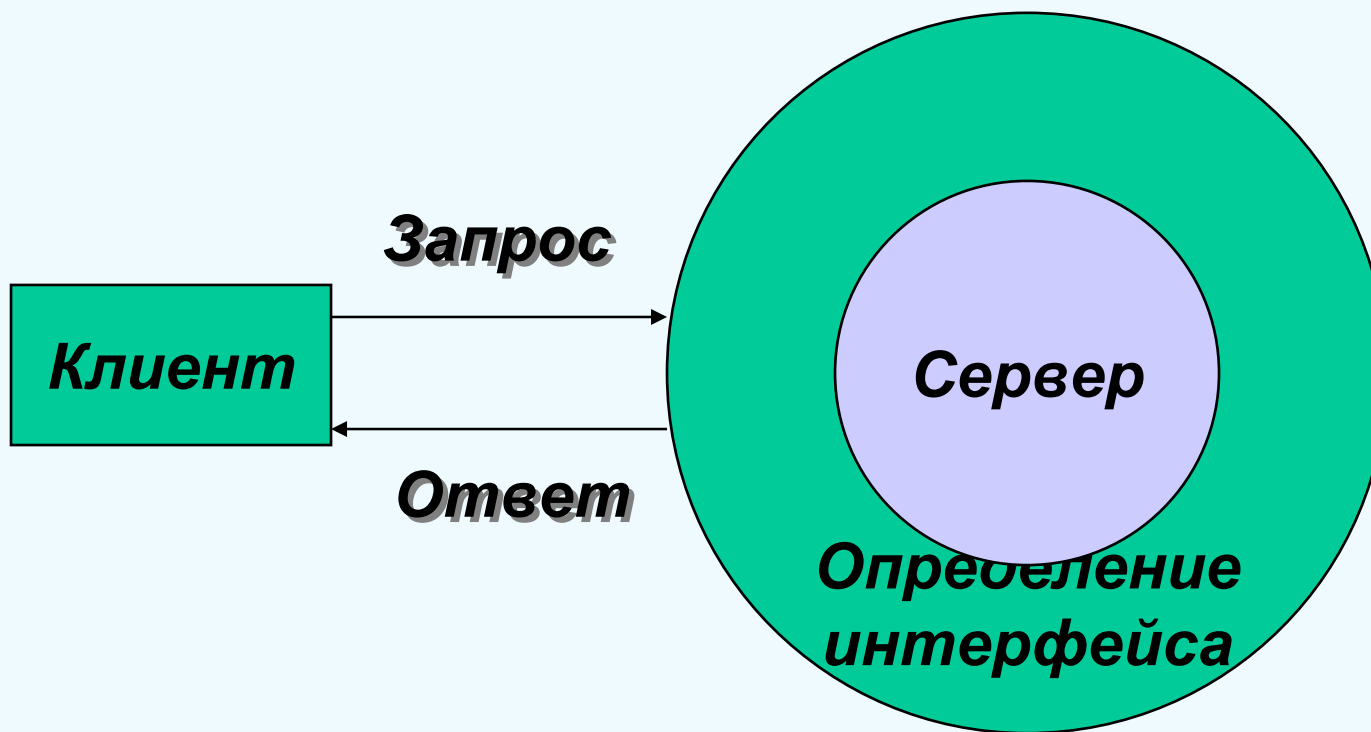 Запрос
Клиент
Сервер
Ответ
Определение
интерфейса